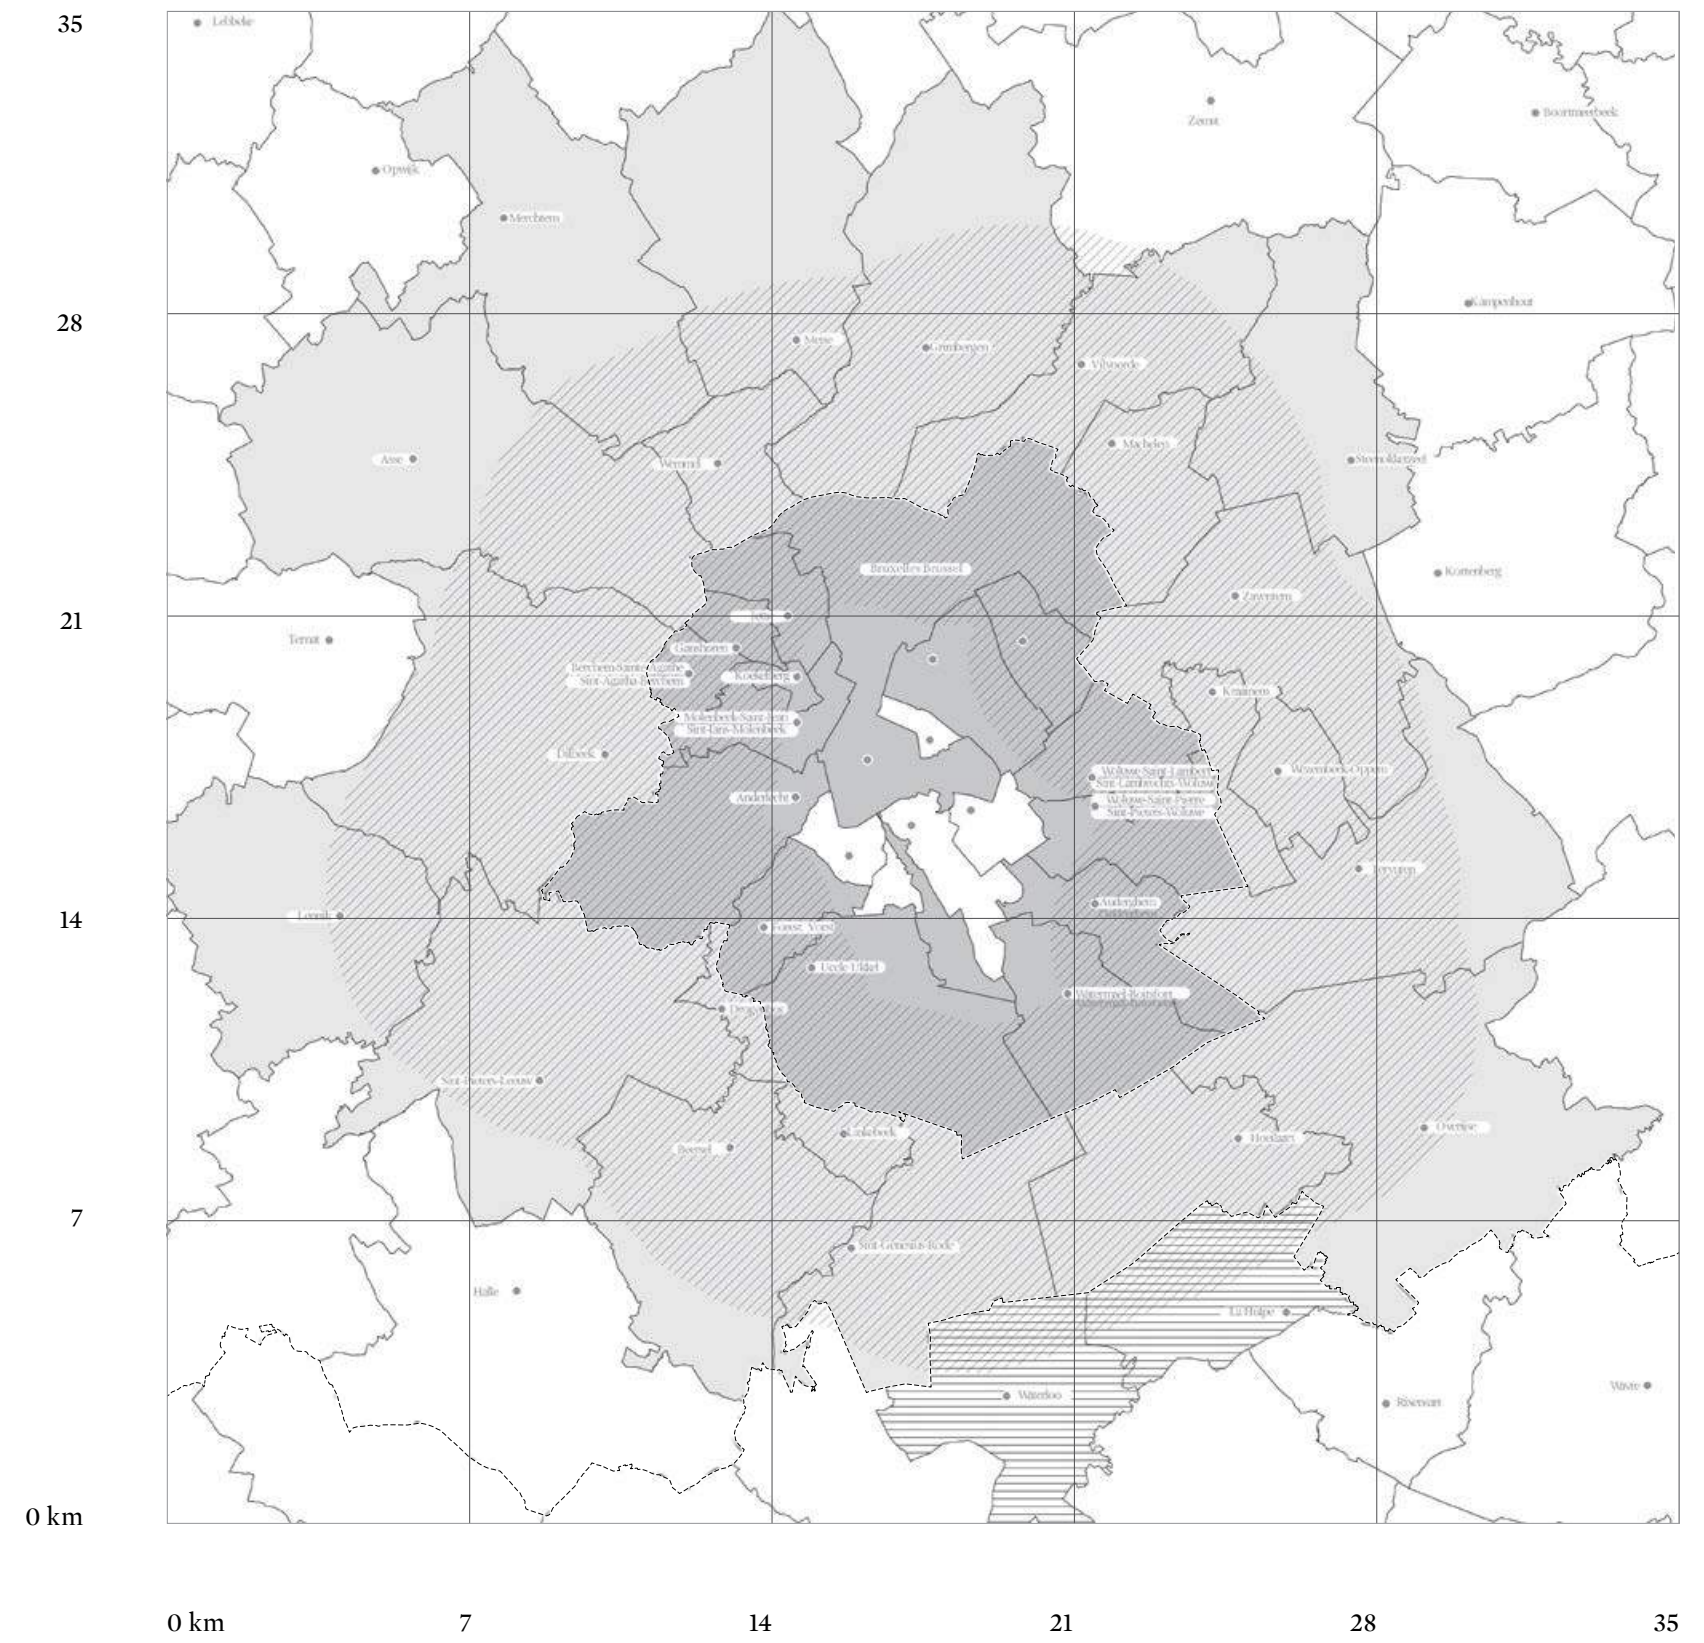 35
Lebbeke
Boortmeerbeek
Zemst
Opwijk
Merchtem
Kampenhout
28
Meise
Grimbergen
Vilvoorde
Machelen
Asse
Wemmel
Steenokkerzeel
Bruxelles Brussel
Kortenberg
Zaventem
21
Jette
Ternat
Ganshoren
Berchem-Sainte-Agathe
Sint-Agatha-Berchem
Koekelberg
Kraainem
Molenbeek-Saint-Jean
Sint-Jans-Molenbeek
Dilbeek
Woluwe-Saint-Lambert
Sint-Lambrechts-Woluwe
Wezembeek-Oppem
Anderlecht
Woluwe-Saint-Pierre
Sint-Pieters-Woluwe
Tervuren
Auderghem
14
Lennik
Forest Vorst
Uccle Ukkel
Watermael-Boitsfort
Drogenbos
Sint-Pieters-Leeuw
Overijse
Linkebeek
Hoeilaart
Beersel
7
Sint-Genesius-Rode
Halle
La Hulpe
Waterloo
Wavre
Rixensart
0 km
0 km 7 14 21 28 35